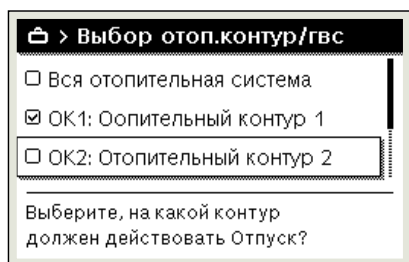 > Выбор отоп.контур/гвс
Вся отопительная система
ОК1: Оопительный контур 1
ОК2: Отопительный контур 2
Выберите, на какой контур
должен действовать Отпуск?